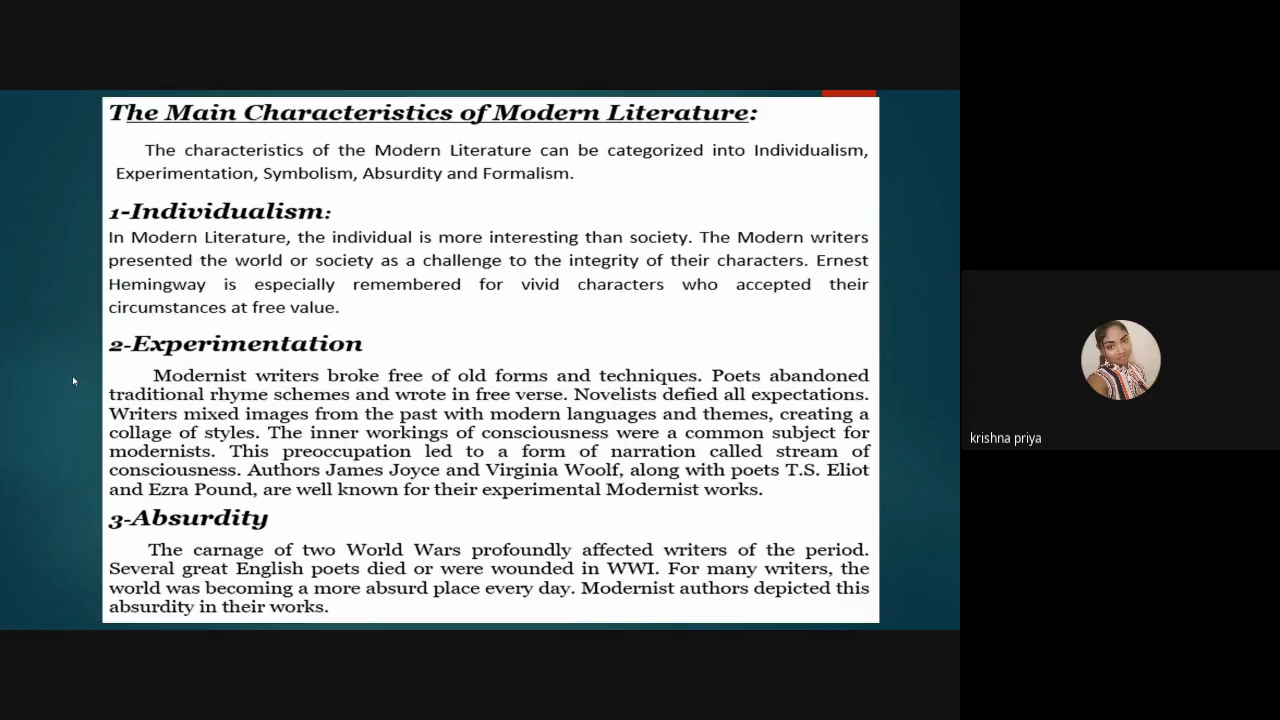 The Main Characteristics of Modern Literature:
The characteristics of the Modern Literature can be categorized into Individualism,
Experimentation, Symbolism, Absurdity and Formalism.
1-Individualism:
In Modern Literature, the individual is more interesting than society. The Modern writers
presented the world or society as a challenge to the integrity of their characters. Ernest
Hemingway is especially remembered for vivid characters who accepted their
circumstances at free value.
2-Experimentation
Modernist writers broke free of old forms and techniques. Poets abandoned
traditional rhyme schemes and wrote in free verse. Novelists defied all expectations.
Writers mixed images from the past with modern languages and themes, creating a
collage of styles. The inner workings of consciousness were a common subject for
modernists. This preoccupation led to a form of narration called stream of
consciousness. Authors James Joyce and Virginia Woolf, along with poets T.S. Eliot
and Ezra Pound, are well known for their experimental Modernist works.
3-Absurdity
The carnage of two World Wars profoundly affected writers of the period.
Several great English poets died or were wounded in WWI. For many writers, the
world was becoming a more absurd place every day. Modernist authors depicted this
absurdity in their works.
krishna priya